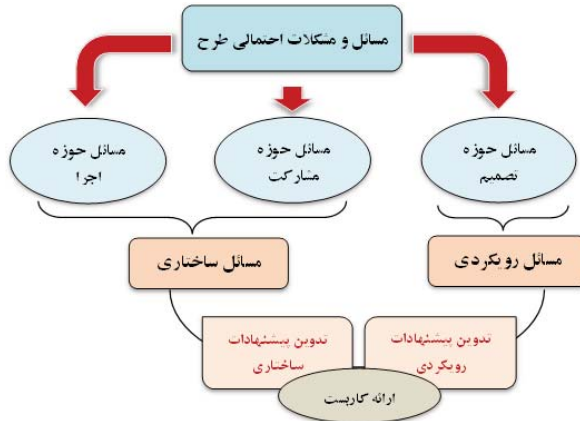 مسائل و مشکلات احتمالی طرح
مسائل حوزه
تصمیم
مسائل حوزه
مشارکت
مسائل حوزه
اجرا
مسائل رویکردی
مسائل ساختاری
تدوین پیشنهادات
رویکردی
تدوین پیشنهادات
ساختاری
ارائه کاربست